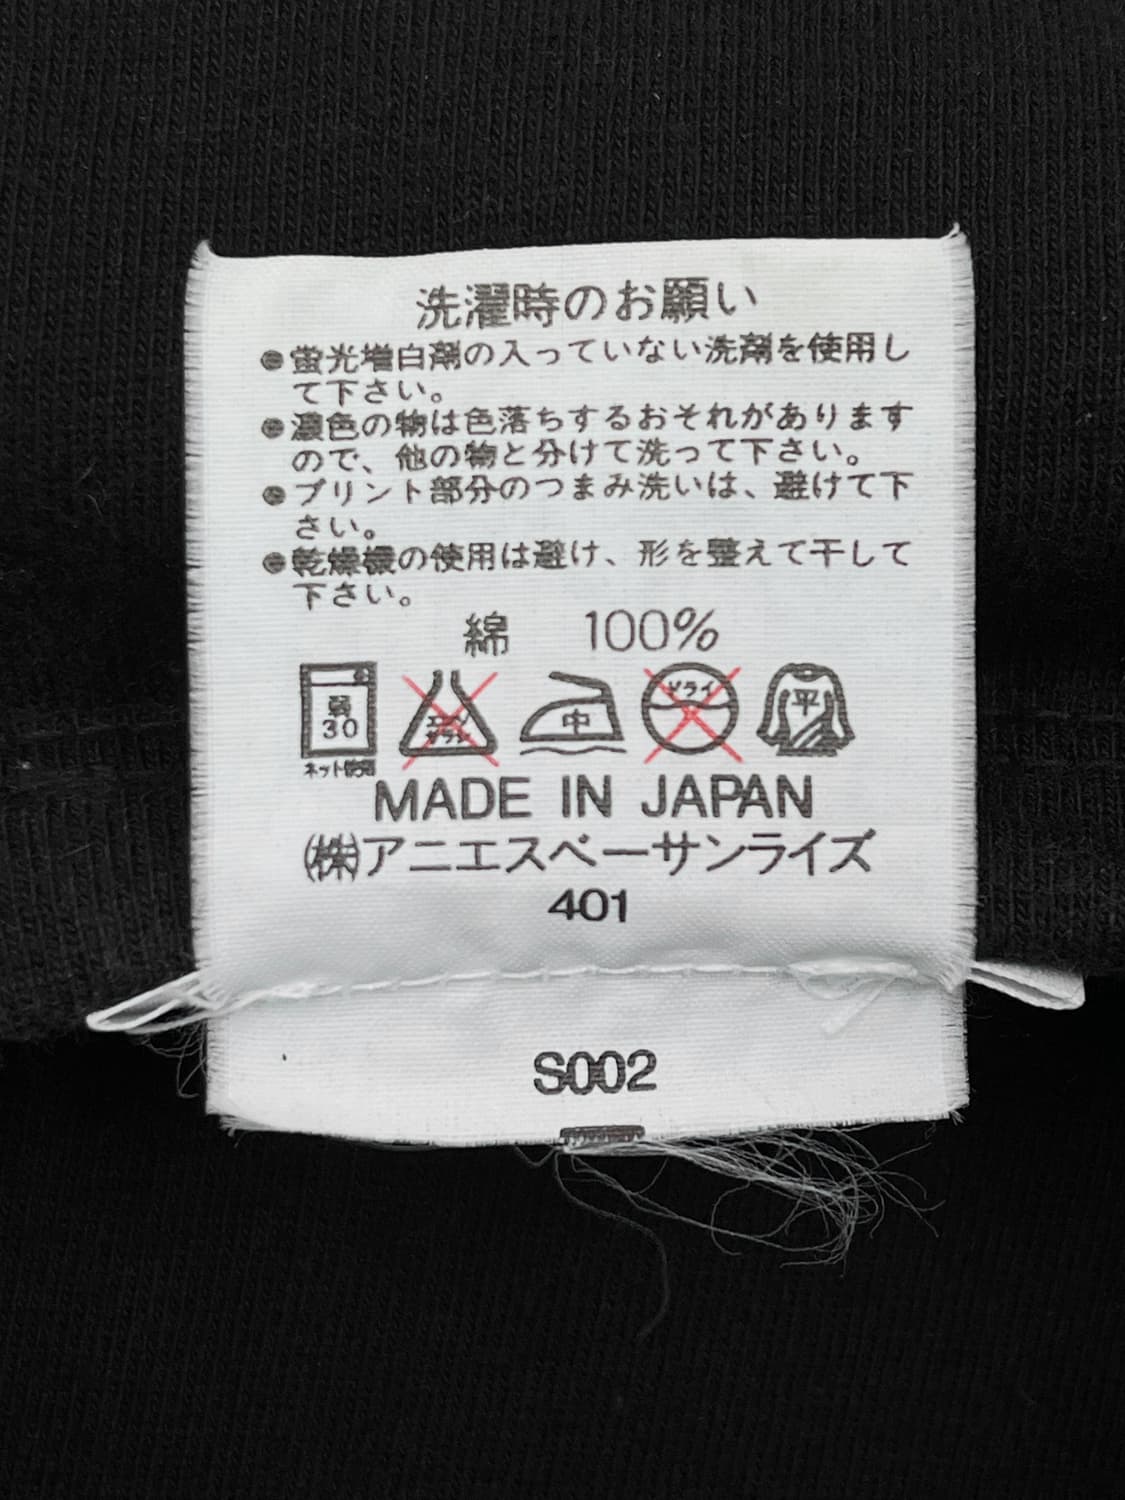 洗濯時のお願い
●蛍光増白剤の入っていない洗剤を使用し
て下さい。
●濃色の物は色落ちするおそれがあります
ので、他の物と分けて洗って下さい。
●プリント部分のつまみ洗いは、避けて下
さい。
●乾燥機の使用は避け、形を整えて干して
下さい。
綿 100%
弱
30
ネット使用
エンソ
サラシ
中
ドライ
平
MADE IN JAPAN
㈱アニエスベーサンライズ
401
S002